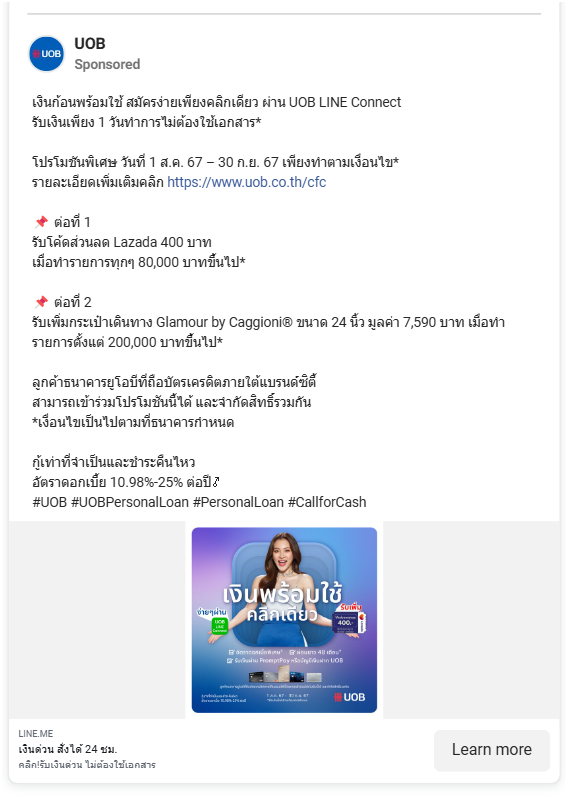 UOB
UOB
Sponsored
เงินก้อนพร้อมใช้ สมัครง่ายเพียงคลิกเดียว ผ่าน UOB LINE Connect
รับเงินเพียง 1 วันทำการไม่ต้องใช้เอกสาร*
โปรโมชันพิเศษ วันที่ 1 ส.ค. 67 – 30 ก.ย. 67 เพียงทำตามเงื่อนไข*
รายละเอียดเพิ่มเติมคลิก https://www.uob.co.th/cfc
📌 ต่อที่ 1
รับโค้ดส่วนลด Lazada 400 บาท
เมื่อทำรายการทุกๆ 80,000 บาทขึ้นไป*
📌 ต่อที่ 2
รับเพิ่มกระเป๋าเดินทาง Glamour by Caggioni® ขนาด 24 นิ้ว มูลค่า 7,590 บาท เมื่อทำ
รายการตั้งแต่ 200,000 บาทขึ้นไป*
ลูกค้าธนาคารยูโอบีที่ถือบัตรเครดิตภายใต้แบรนด์ซิตี้
สามารถเข้าร่วมโปรโมชันนี้ได้ และจำกัดสิทธิ์รวมกัน
*เงื่อนไขเป็นไปตามที่ธนาคารกำหนด
กู้เท่าที่จำเป็นและชำระคืนไหว
อัตราดอกเบี้ย 10.98%-25% ต่อปี
#UOB #UOBPersonalLoan #PersonalLoan #CallforCash
เงินพร้อมใช้
คลิกเดียว
ง่ายๆผ่าน
UOB
LINE
Connect
รับเพิ่ม
400.-
UOB
LINE.ME
เงินด่วน สั่งได้ 24 ชม.
คลิก!รับเงินด่วน ไม่ต้องใช้เอกสาร
Learn more